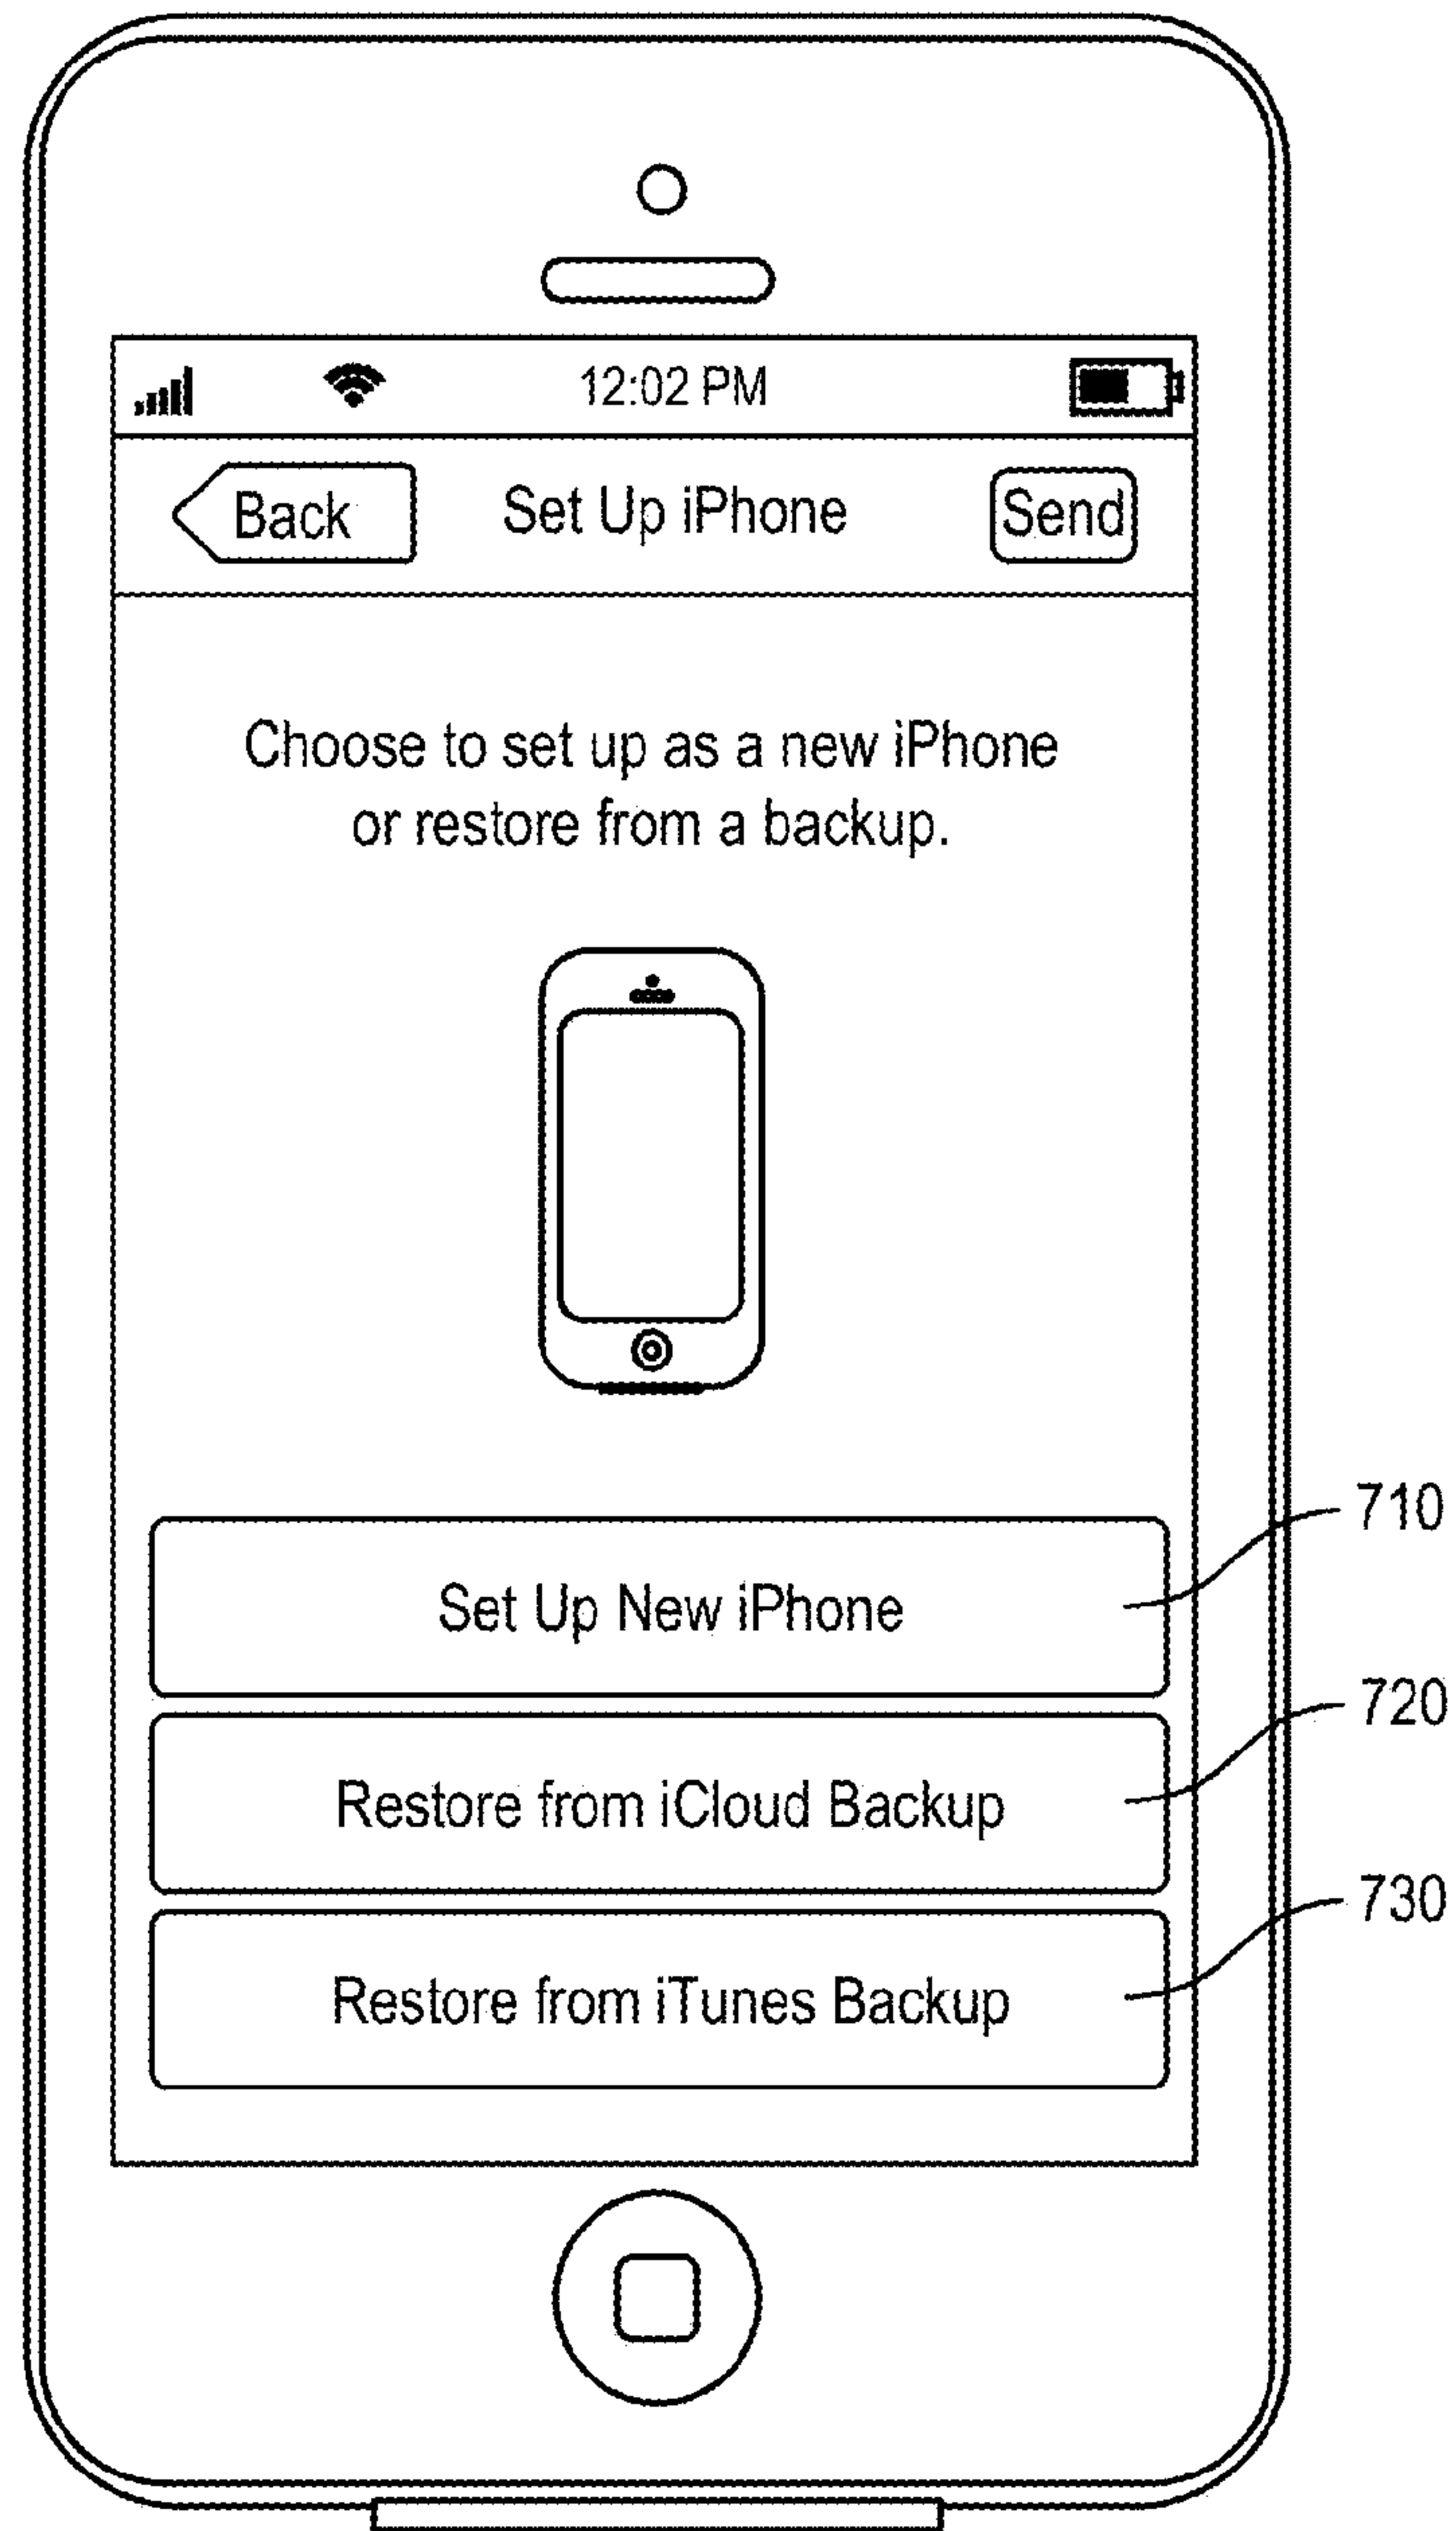 12:02 PM
Back Set Up iPhone Send
Choose to set up as a new iPhone
or restore from a backup.
710
Set Up New iPhone
720
Restore from iCloud Backup
730
Restore from iTunes Backup